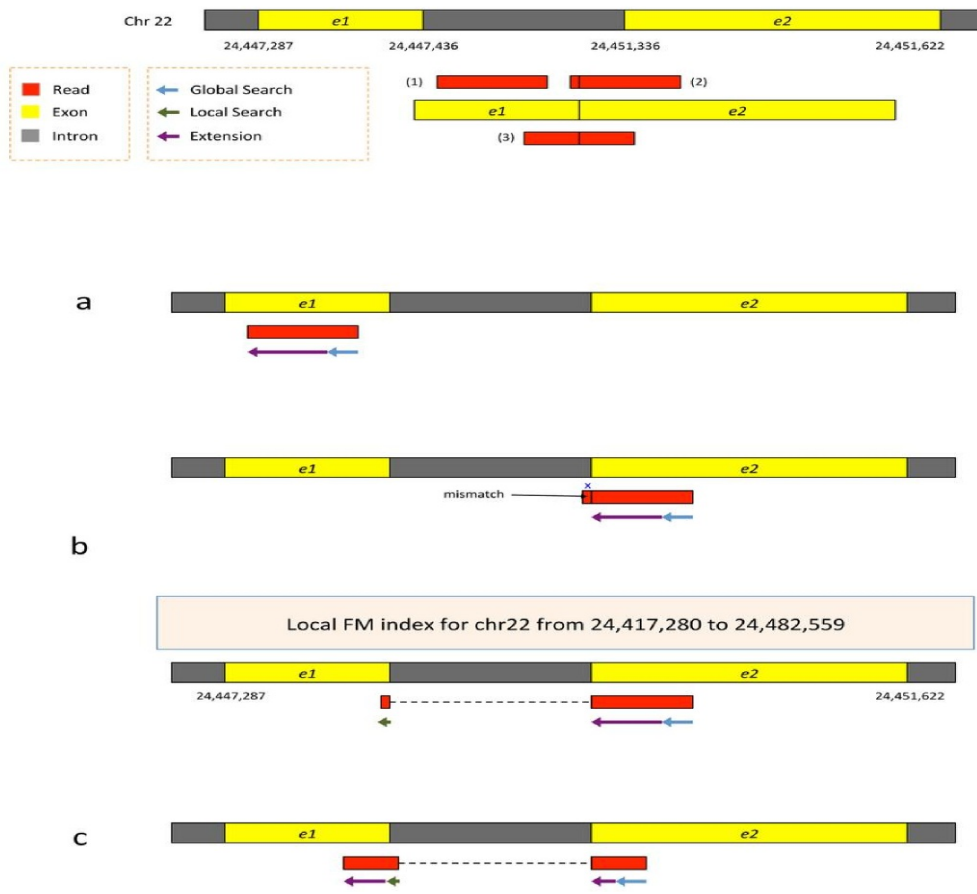 Chr 22
e1
e2
24,447,287
24,447,436
24,451,336
24,451,622
Read
Exon
Intron
Global Search
Local Search
Extension
(1)
(2)
e1
e2
(3)
a
e1
e2
e1
e2
mismatch
x
b
Local FM index for chr22 from 24,417,280 to 24,482,559
e1
e2
24,447,287
24,451,622
c
e1
e2